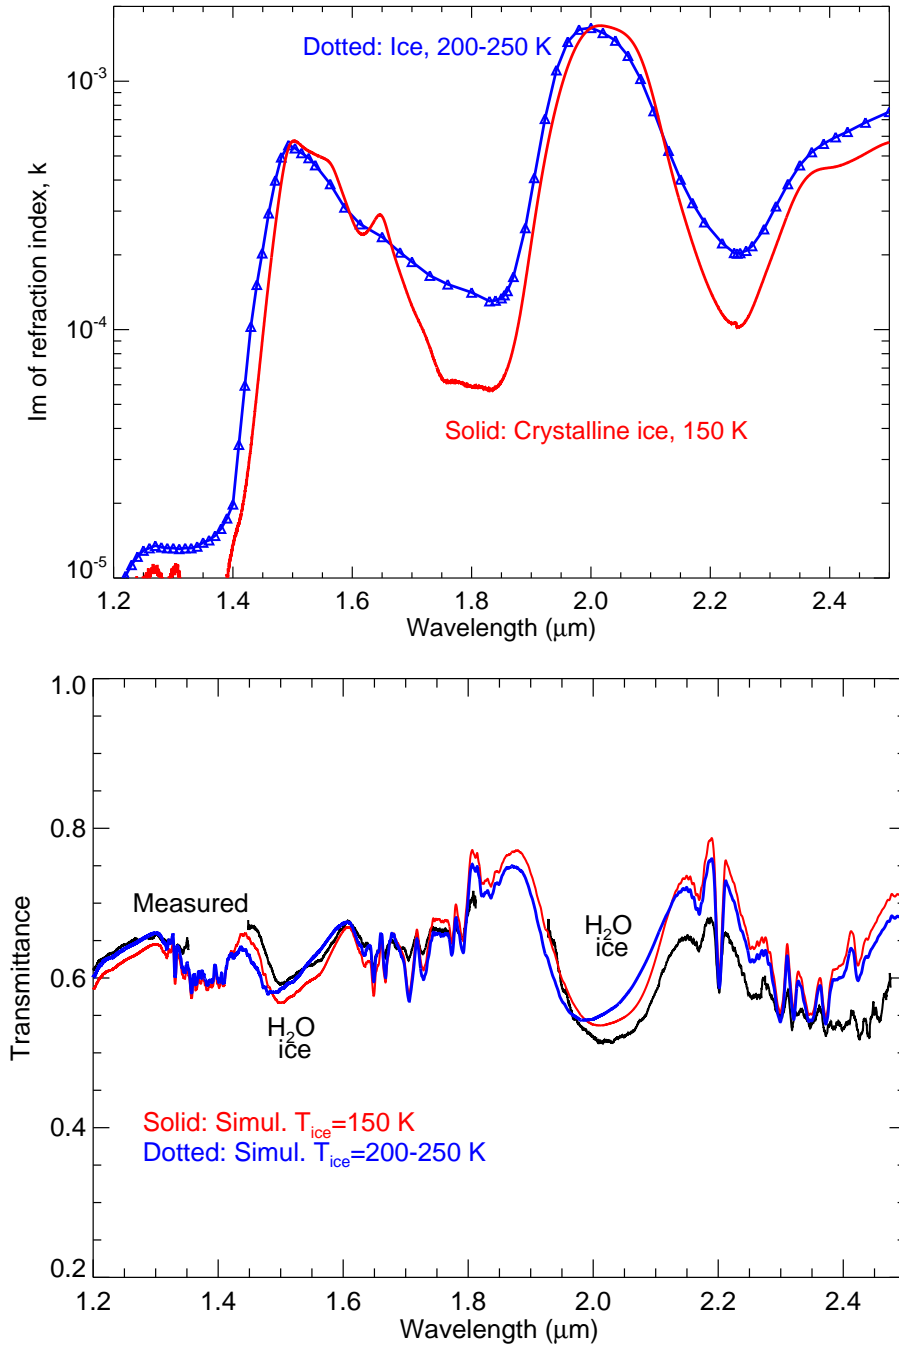 Dotted: Ice, 200-250 K
10⁻³
10⁻⁴
10⁻⁵
Im of refraction index, k
Solid: Crystalline ice, 150 K
1.2 1.4 1.6 1.8 2.0 2.2 2.4
Wavelength (μm)
1.0
0.8
0.6
0.4
0.2
Transmittance
Measured
H₂O
ice
H₂O
ice
Solid: Simul. T_ice=150 K
Dotted: Simul. T_ice=200-250 K
1.2 1.4 1.6 1.8 2.0 2.2 2.4
Wavelength (μm)